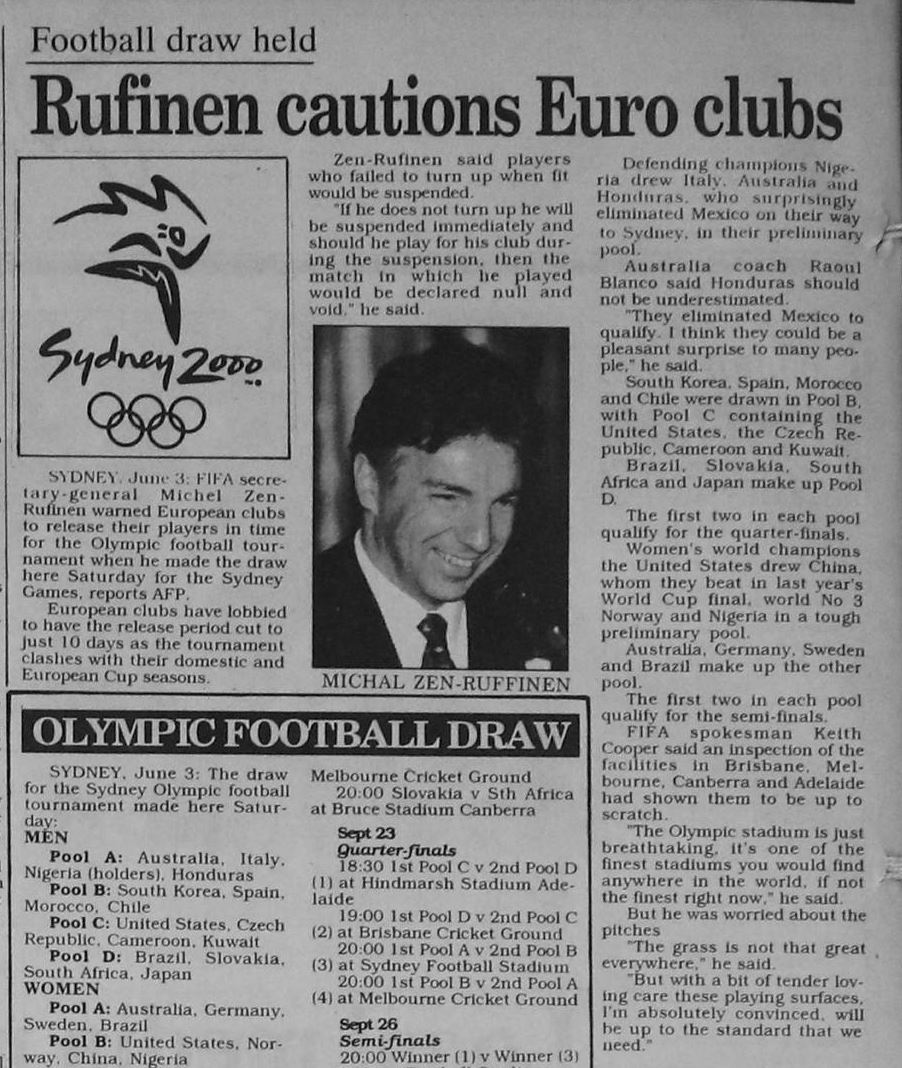 Football draw held
Rufinen cautions Euro clubs
Sydney 2000
SYDNEY, June 3: FIFA secre-
tary-general Michel Zen-
Rufinen warned European clubs
to release their players in time
for the Olympic football tour-
nament when he made the draw
here Saturday for the Sydney
Games, reports AFP.
European clubs have lobbied
to have the release period cut to
just 10 days as the tournament
clashes with their domestic and
European Cup seasons.
Zen-Rufinen said players
who failed to turn up when fit
would be suspended.
"If he does not turn up he will
be suspended immediately and
should he play for his club dur-
ing the suspension, then the
match in which he played
would be declared null and
void," he said.
MICHAL ZEN-RUFFINEN
Defending champions Nige-
ria drew Italy, Australia and
Honduras, who surprisingly
eliminated Mexico on their way
to Sydney, in their preliminary
pool.
Australia coach Raoul
Blanco said Honduras should
not be underestimated.
"They eliminated Mexico to
qualify. I think they could be a
pleasant surprise to many peo-
ple," he said.
South Korea, Spain, Morocco
and Chile were drawn in Pool B,
with Pool C containing the
United States, the Czech Re-
public, Cameroon and Kuwait.
Brazil, Slovakia, South
Africa and Japan make up Pool
D.
The first two in each pool
qualify for the quarter-finals.
Women's world champions
the United States drew China,
whom they beat in last year's
World Cup final, world No 3
Norway and Nigeria in a tough
preliminary pool.
Australia, Germany, Sweden
and Brazil make up the other
pool.
The first two in each pool
qualify for the semi-finals.
FIFA spokesman Keith
Cooper said an inspection of the
facilities in Brisbane, Mel-
bourne, Canberra and Adelaide
had shown them to be up to
scratch.
"The Olympic stadium is just
breathtaking, it's one of the
finest stadiums you would find
anywhere in the world, if not
the finest right now," he said.
But he was worried about the
pitches
"The grass is not that great
everywhere," he said.
"But with a bit of tender lov-
ing care these playing surfaces,
I'm absolutely convinced, will
be up to the standard that we
need."
OLYMPIC FOOTBALL DRAW
SYDNEY, June 3: The draw
for the Sydney Olympic football
tournament made here Satur-
day:
MEN
Pool A: Australia, Italy,
Nigeria (holders), Honduras
Pool B: South Korea, Spain,
Morocco, Chile
Pool C: United States, Czech
Republic, Cameroon, Kuwait
Pool D: Brazil, Slovakia,
South Africa, Japan
WOMEN
Pool A: Australia, Germany,
Sweden, Brazil
Pool B: United States, Nor-
way, China, Nigeria
Melbourne Cricket Ground
20:00 Slovakia v Sth Africa
at Bruce Stadium Canberra
Sept 23
Quarter-finals
18:30 1st Pool C v 2nd Pool D
(1) at Hindmarsh Stadium Ade-
laide
19:00 1st Pool D v 2nd Pool C
(2) at Brisbane Cricket Ground
20:00 1st Pool A v 2nd Pool B
(3) at Sydney Football Stadium
20:00 1st Pool B v 2nd Pool A
(4) at Melbourne Cricket Ground
Sept 26
Semi-finals
20:00 Winner (1) v Winner (3)